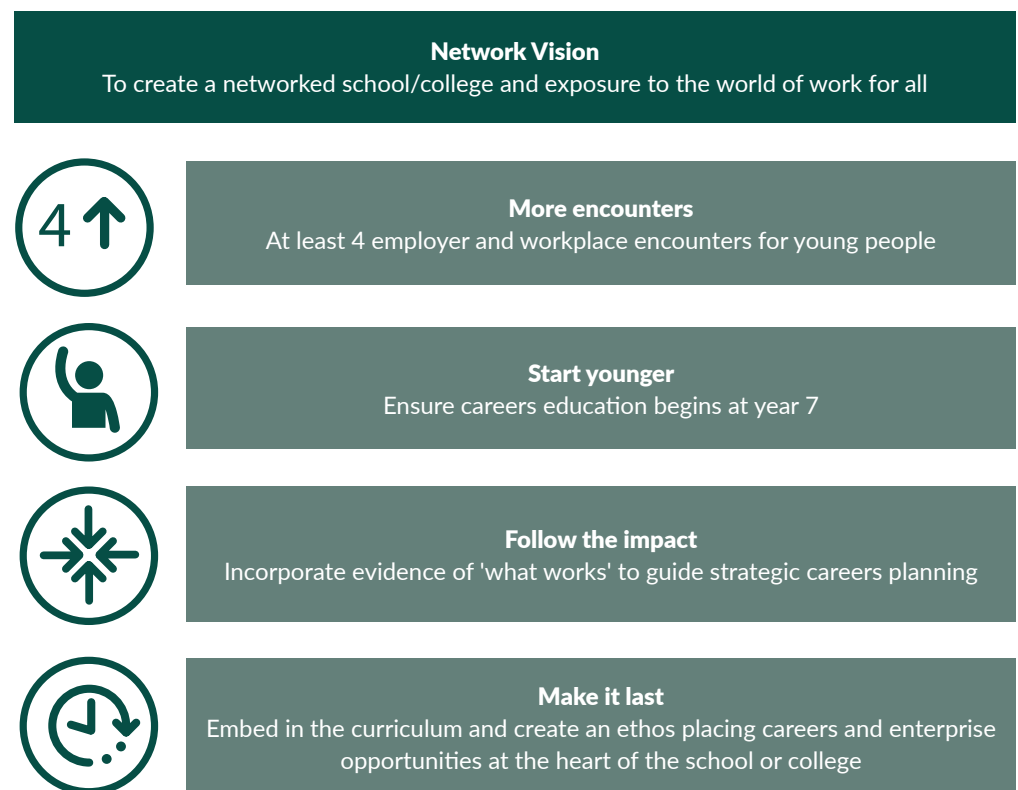 Network Vision
To create a networked school/college and exposure to the world of work for all
4
More encounters
At least 4 employer and workplace encounters for young people
Start younger
Ensure careers education begins at year 7
Follow the impact
Incorporate evidence of 'what works' to guide strategic careers planning
Make it last
Embed in the curriculum and create an ethos placing careers and enterprise
opportunities at the heart of the school or college